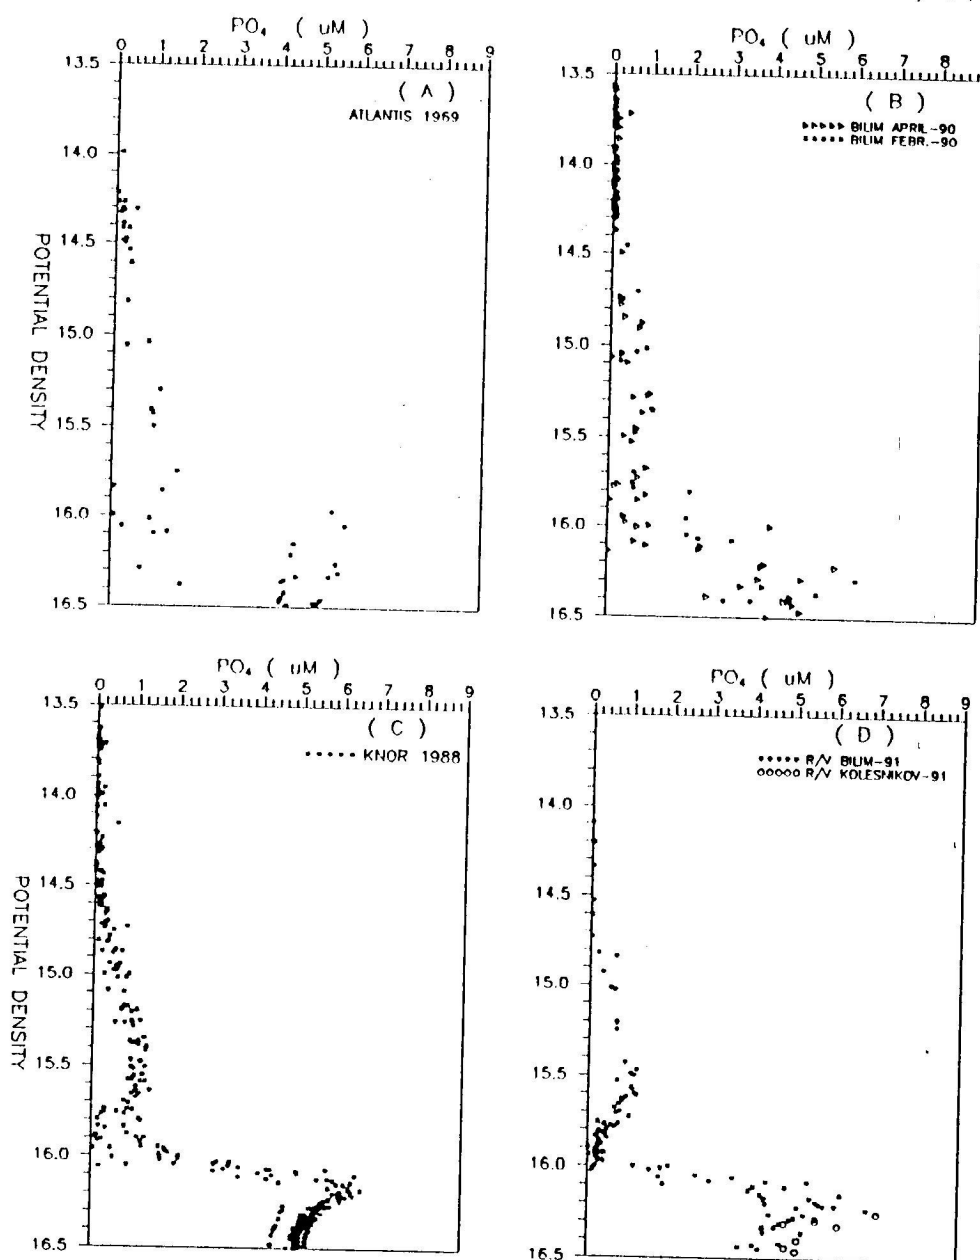 PO₄ ( uM )
0 1 2 3 4 5 6 7 8 9
13.5
( A )
ATLANTIS 1969
14.0
14.5
15.0
15.5
16.0
16.5
POTENTIAL DENSITY
PO₄ ( uM )
0 1 2 3 4 5 6 7 8
13.5
( B )
BILIM APRIL-90
BILIM FEBR.-90
14.0
14.5
15.0
15.5
16.0
16.5
PO₄ ( uM )
0 1 2 3 4 5 6 7 8 9
13.5
( C )
KNOR 1988
14.0
14.5
15.0
15.5
16.0
16.5
POTENTIAL DENSITY
PO₄ ( uM )
0 1 2 3 4 5 6 7 8 9
13.5
( D )
R/V BILIM-91
R/V KOLESNIKOV-91
14.0
14.5
15.0
15.5
16.0
16.5